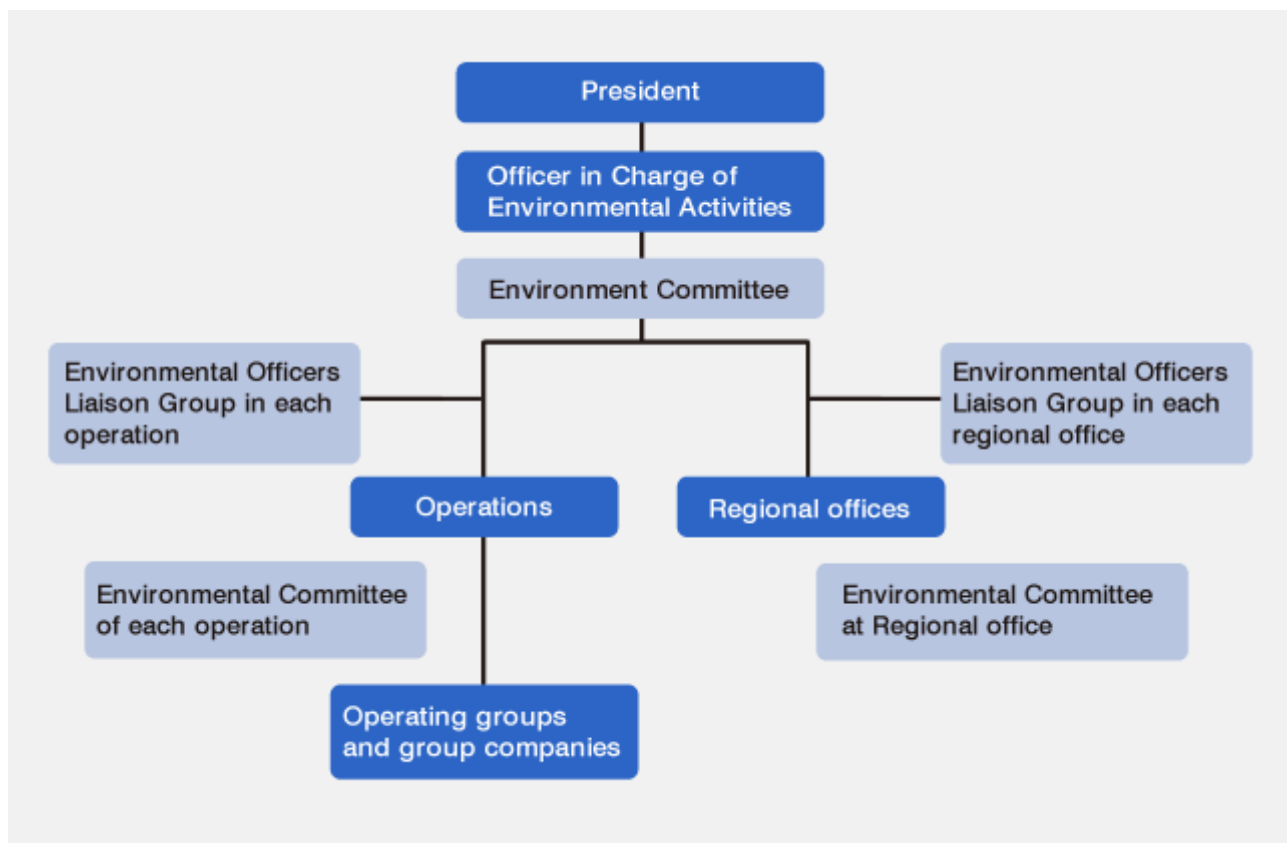 President
Officer in Charge of
Environmental Activities
Environment Committee
Environmental Officers
Liaison Group in each
operation
Environmental Officers
Liaison Group in each
regional office
Operations
Regional offices
Environmental Committee
of each operation
Environmental Committee
at Regional office
Operating groups
and group companies